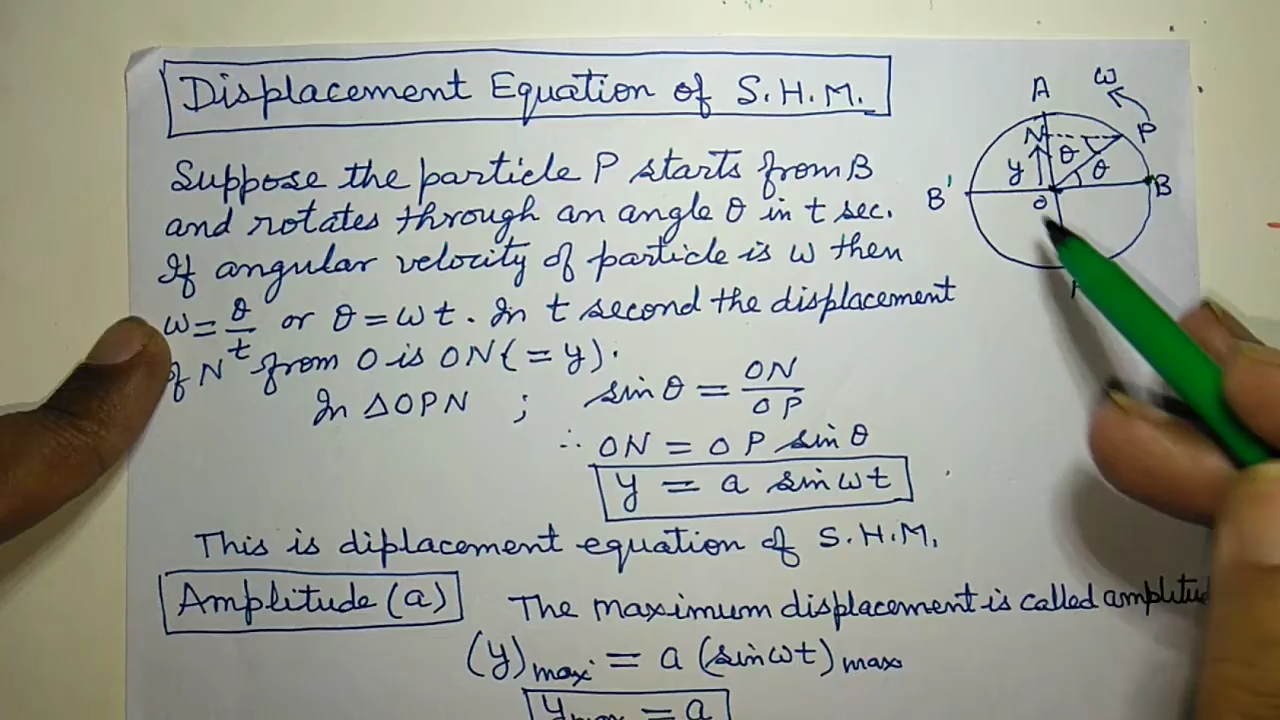 Displacement Equation of S.H.M.
Suppose the particle P starts from B
and rotates through an angle θ in t sec.
If angular velocity of particle is ω then
ω = θ/t or θ = ωt. In t second the displacement
of N from O is ON (= y).
In ΔOPN ; sin θ = ON/OP
∴ ON = OP sin θ
y = a sin ωt
This is diplacement equation of S.H.M.
Amplitude (a) The maximum displacement is called
(y)maxi = a (sin ωt)max
ymax = a
A
ω
N
P
θ
y
θ
B'
O
B